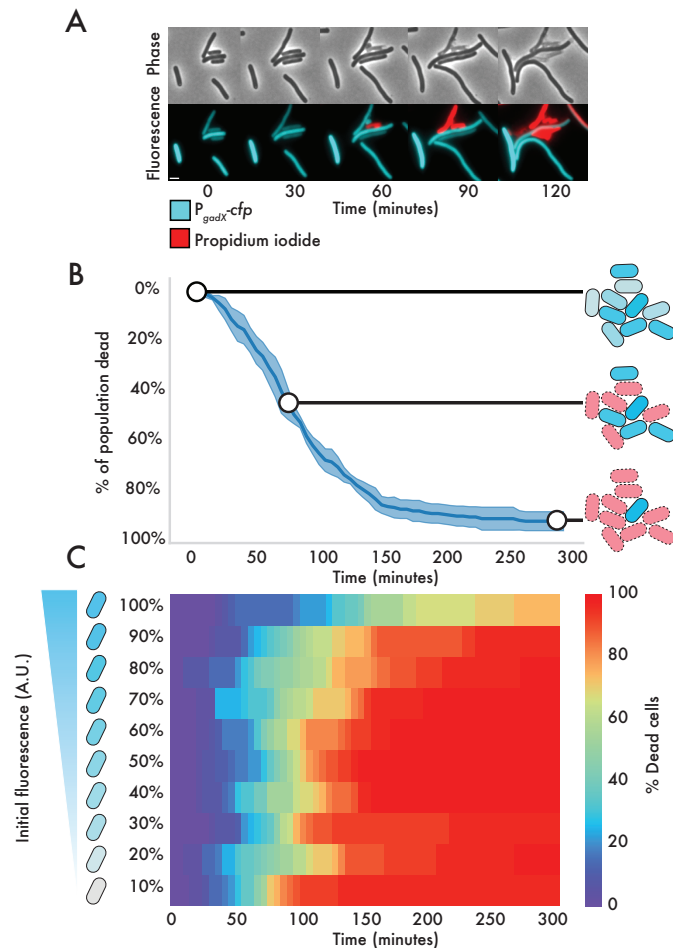 A
Phase
Fluorescence
0 30 60 90 120
Time (minutes)
PgadX-cfp
Propidium iodide
B
% of population dead
0%
20%
40%
60%
80%
100%
0 50 100 150 200 250 300
Time (minutes)
C
Initial fluorescence (A.U.)
100%
90%
80%
70%
60%
50%
40%
30%
20%
10%
0 50 100 150 200 250 300
Time (minutes)
100
80
60
40
20
0
% Dead cells